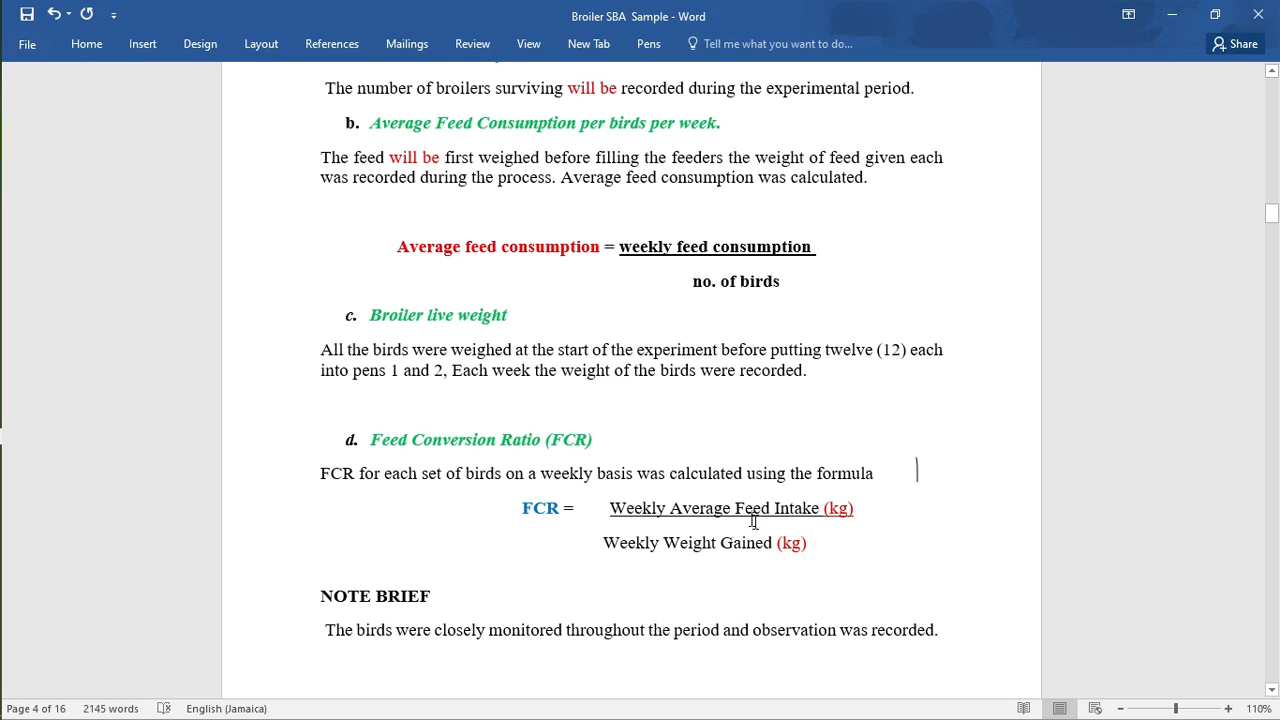 Broiler SBA  Sample - Word
File Home Insert Design Layout References Mailings Review View New Tab Pens Tell me what you want to do... Share
The number of broilers surviving will be recorded during the experimental period.
b. Average Feed Consumption per birds per week.
The feed will be first weighed before filling the feeders the weight of feed given each
was recorded during the process. Average feed consumption was calculated.
Average feed consumption = weekly feed consumption
no. of birds
c. Broiler live weight
All the birds were weighed at the start of the experiment before putting twelve (12) each
into pens 1 and 2, Each week the weight of the birds were recorded.
d. Feed Conversion Ratio (FCR)
FCR for each set of birds on a weekly basis was calculated using the formula
FCR = Weekly Average Feed Intake (kg)
Weekly Weight Gained (kg)
NOTE BRIEF
The birds were closely monitored throughout the period and observation was recorded.
Page 4 of 16 2145 words English (Jamaica) 110%